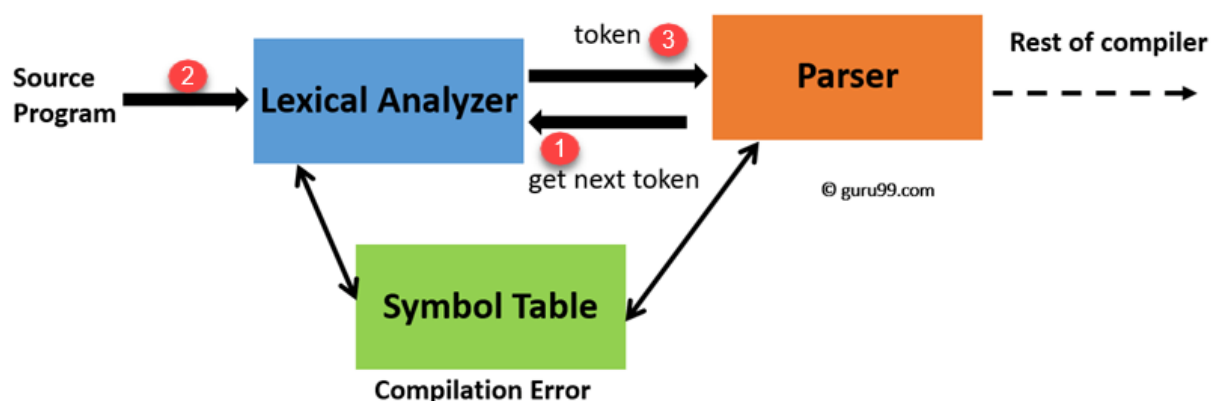 token 3
Rest of compiler
Source
Program
2
Lexical Analyzer
Parser
1
get next token
© guru99.com
Symbol Table
Compilation Error